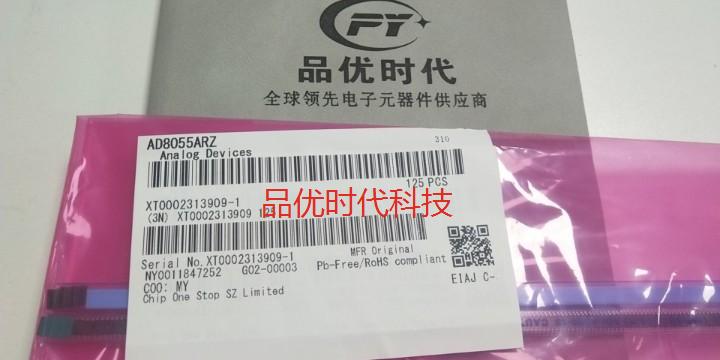 PY
品优时代
全球领先电子元器件供应商
AD8055ARZ
310
Analog Devices
125 PCS
XT0002313909-1
品优时代科技
(3N) XT0002313909 125
Serial No.XT0002313909-1
MFR Original
NY0011847252 G02-00003
Pb-Free/RoHS compliant
COO: MY
EIAJ C-
Chip One Stop SZ Limited